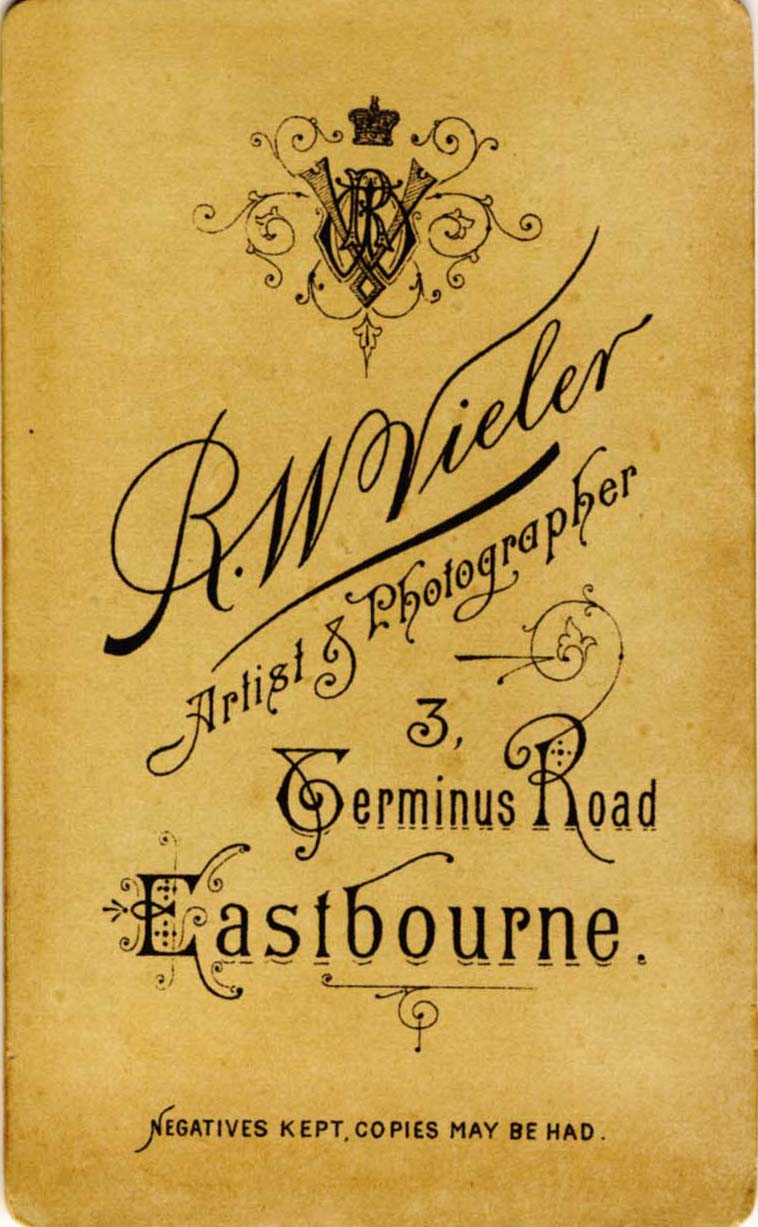 R. W Vieler
Artist & Photographer
3,
Terminus Road
Eastbourne.
NEGATIVES KEPT, COPIES MAY BE HAD.